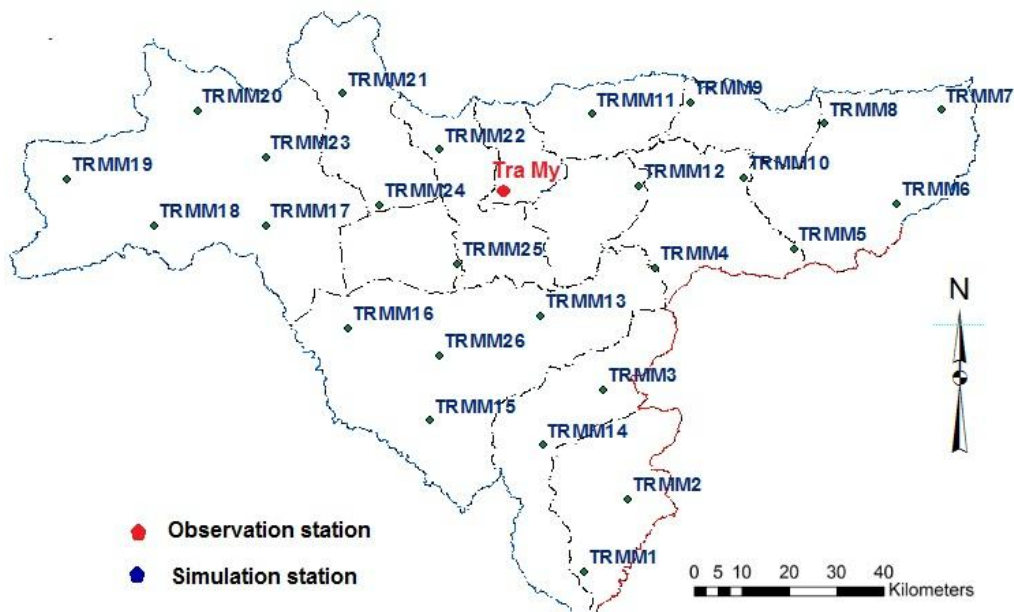 TRMM21
TRMM20
TRMM11
TRMM9
TRMM7
TRMM8
TRMM22
TRMM23
TRMM19
Tra My
TRMM12
TRMM10
TRMM24
TRMM6
TRMM18
TRMM17
TRMM5
TRMM25
TRMM4
N
TRMM13
TRMM16
TRMM26
TRMM3
TRMM15
TRMM14
TRMM2
Observation station
TRMM1
Simulation station
0 5 10 20 30 40
Kilometers